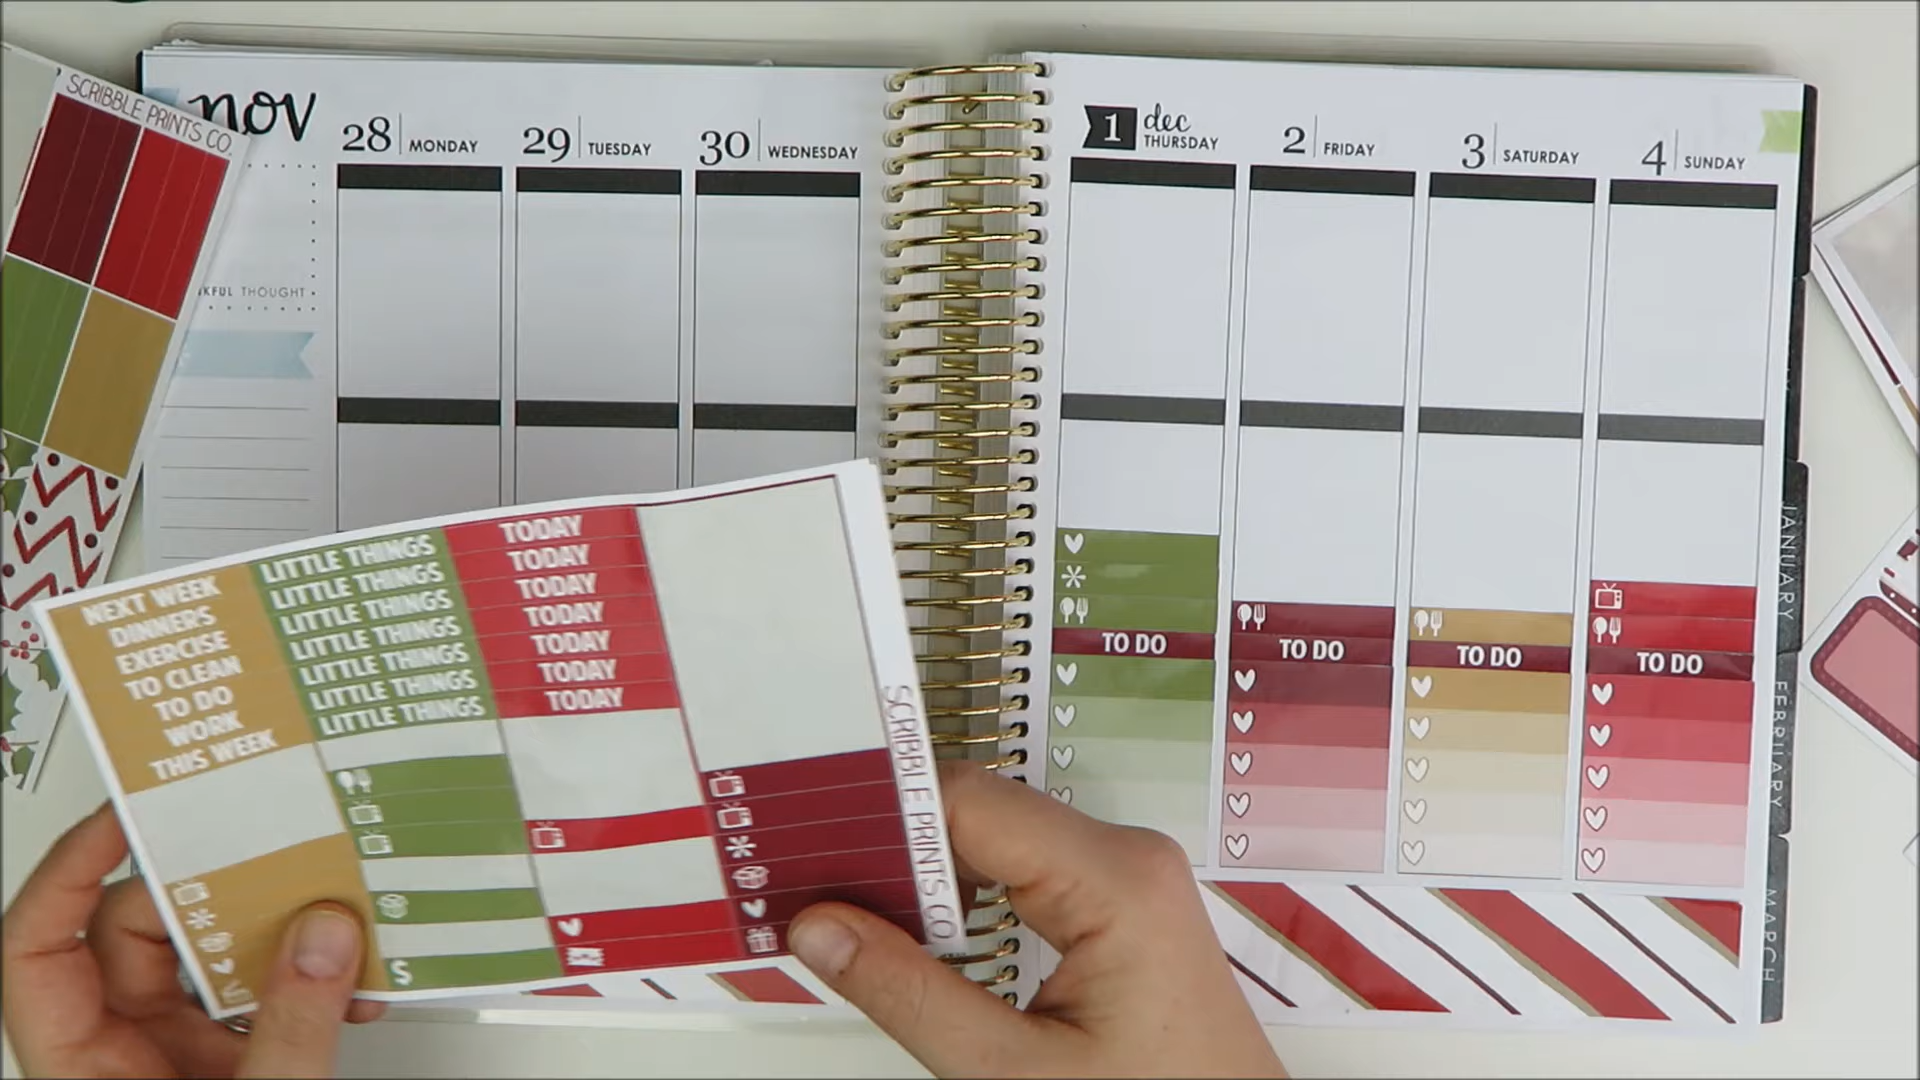 SCRIBBLE PRINTS CO.
nov
28 MONDAY
29 TUESDAY
30 WEDNESDAY
1 dec THURSDAY
2 FRIDAY
3 SATURDAY
4 SUNDAY
THOUGHT
TO DO
TO DO
TO DO
TO DO
NEXT WEEK
DINNERS
EXERCISE
TO CLEAN
TO DO
WORK
THIS WEEK
LITTLE THINGS
LITTLE THINGS
LITTLE THINGS
LITTLE THINGS
LITTLE THINGS
LITTLE THINGS
LITTLE THINGS
TODAY
TODAY
TODAY
TODAY
TODAY
TODAY
TODAY
$
SCRIBBLE PRINTS CO.
JANUARY
FEBRUARY
MARCH